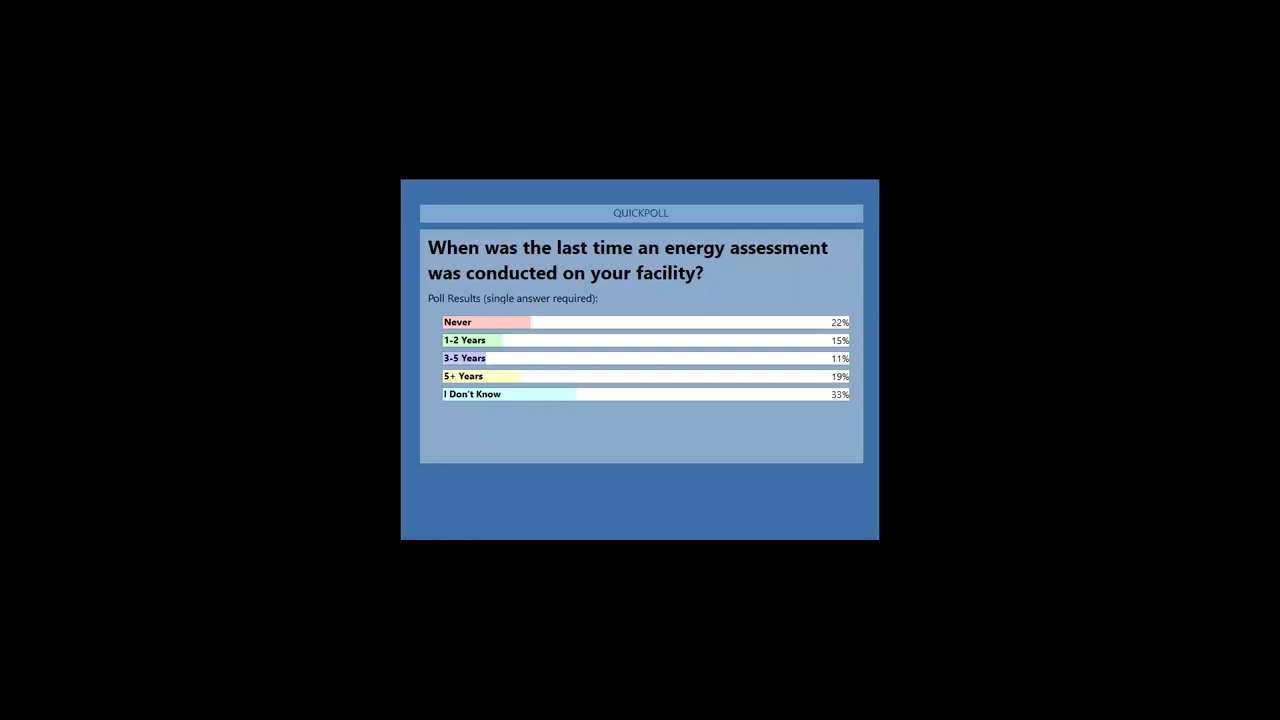 QUICKPOLL
When was the last time an energy assessment
was conducted on your facility?
Poll Results (single answer required):
Never 22%
1-2 Years 15%
3-5 Years 11%
5+ Years 19%
I Don't Know 33%